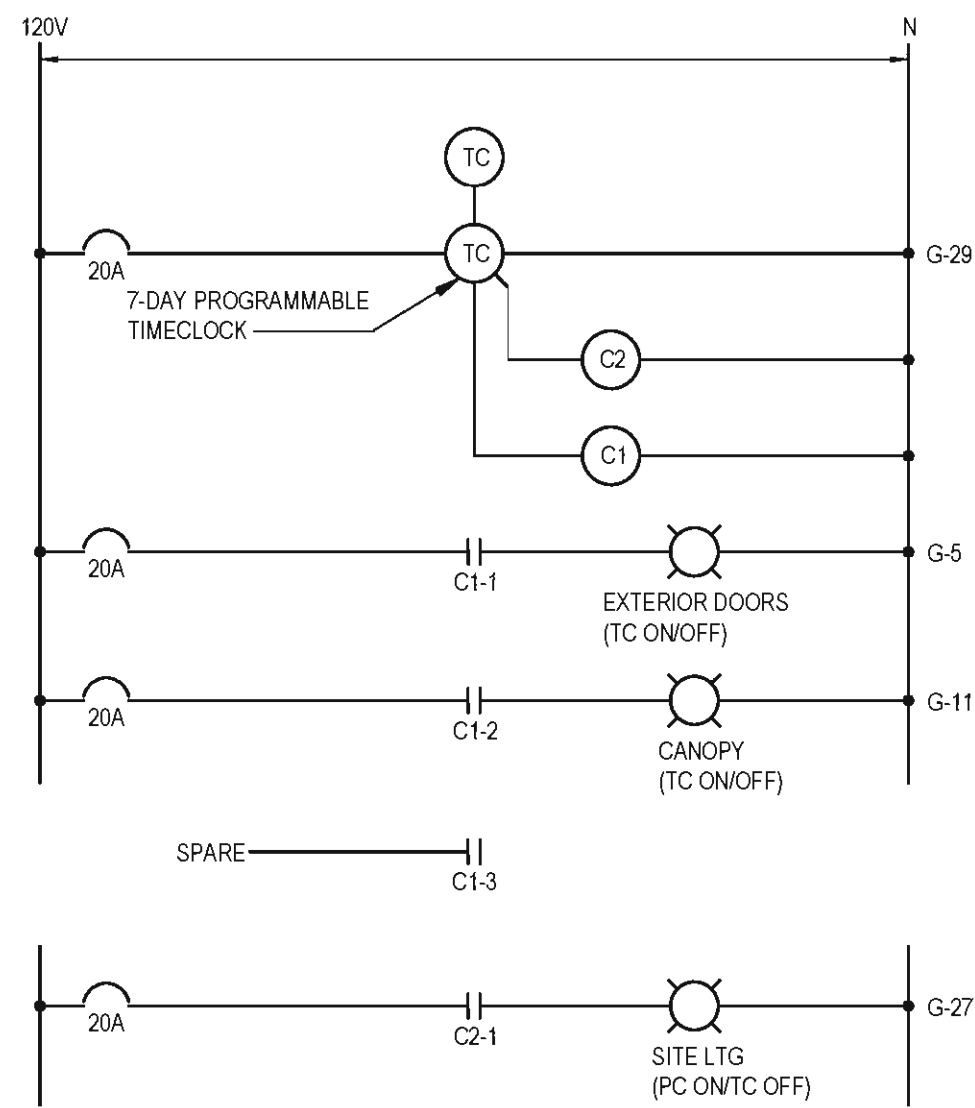 120V
N
TC
TC
G-29
20A
7-DAY PROGRAMMABLE
TIMECLOCK
C2
C1
20A
C1-1
G-5
EXTERIOR DOORS
(TC ON/OFF)
20A
C1-2
G-11
CANOPY
(TC ON/OFF)
SPARE
C1-3
20A
C2-1
G-27
SITE LTG
(PC ON/TC OFF)